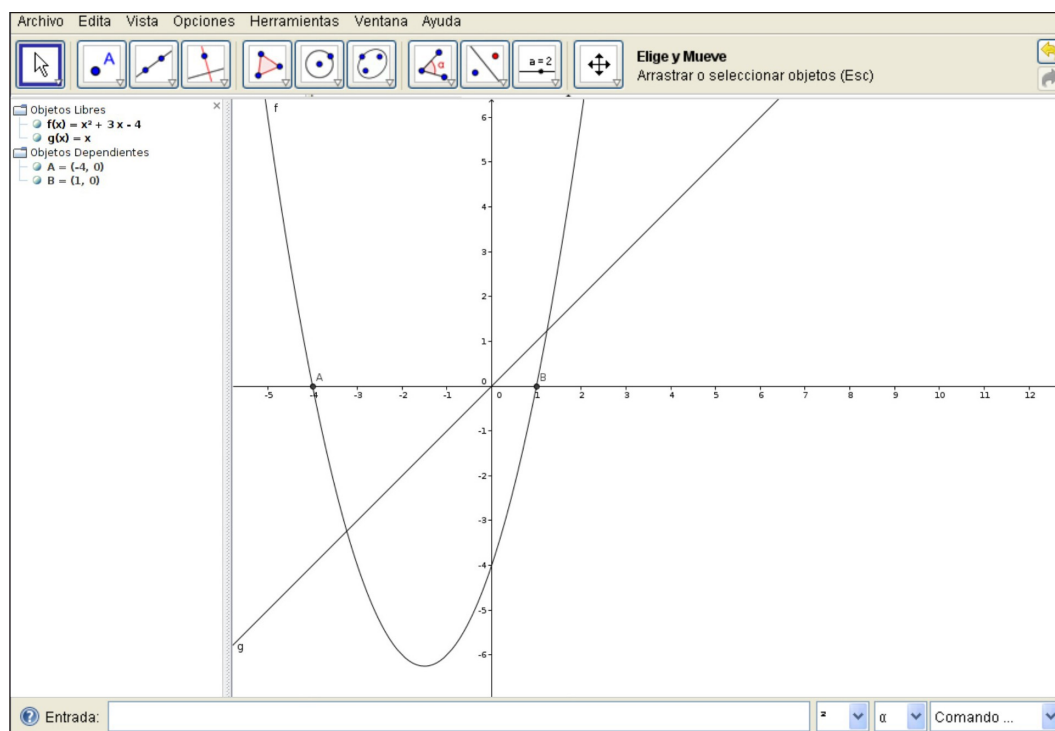 Archivo Edita Vista Opciones Herramientas Ventana Ayuda
A
α
a = 2
Elige y Mueve
Arrastrar o seleccionar objetos (Esc)
Objetos Libres
f(x) = x² + 3 x - 4
g(x) = x
Objetos Dependientes
A = (-4, 0)
B = (1, 0)
f
6
5
4
3
2
1
0
A
B
-5 -4 -3 -2 -1 0 1 2 3 4 5 6 7 8 9 10 11 12
-1
-2
-3
-4
-5
-6
g
Entrada:
²
α
Comando ...